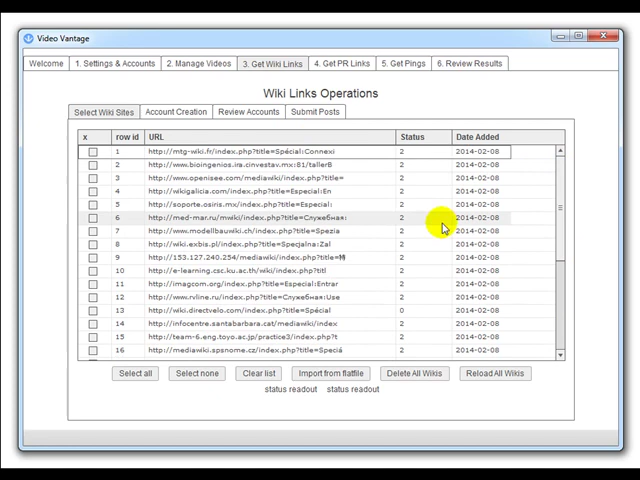 Video Vantage
Welcome 1. Settings & Accounts 2. Manage Videos 3. Get Wiki Links 4. Get PR Links 5. Get Pings 6. Review Results
Wiki Links Operations
Select Wiki Sites Account Creation Review Accounts Submit Posts
x row id URL Status Date Added
1 http://mtg-wiki.fr/index.php?title=Spécial:Connexi 2 2014-02-08
2 http://www.bioingenios.ira.cinvestav.mx:81/tallerB 2 2014-02-08
3 http://www.openisee.com/mediawiki/index.php?title= 2 2014-02-08
4 http://wikigalicia.com/index.php?title=Especial:En 2 2014-02-08
5 http://soporte.osiris.mx/index.php?title=Especial: 2 2014-02-08
6 http://med-mar.ru/mwiki/index.php?title=Служебная: 2 2014-02-08
7 http://www.modellbauwiki.ch/index.php?title=Spezia 2 2014-02-08
8 http://wiki.exbis.pl/index.php?title=Specjalna:Zal 2 2014-02-08
9 http://153.127.240.254/mediawiki/index.php?title=特 2 2014-02-08
10 http://e-learning.csc.ku.ac.th/wiki/index.php?titl 2 2014-02-08
11 http://imagcom.org/index.php?title=Especial:Entrar 2 2014-02-08
12 http://www.rvline.ru/index.php?title=Служебная:Use 2 2014-02-08
13 http://wiki.directvelo.com/index.php?title=Spécial 0 2014-02-08
14 http://infocentre.santabarbara.cat/mediawiki/index 2 2014-02-08
15 http://team-6.eng.toyo.ac.jp/practice3/index.php?t 2 2014-02-08
16 http://mediawiki.spsnome.cz/index.php?title=Speciá 2 2014-02-08
Select all Select none Clear list Import from flatfile Delete All Wikis Reload All Wikis
status readout status readout